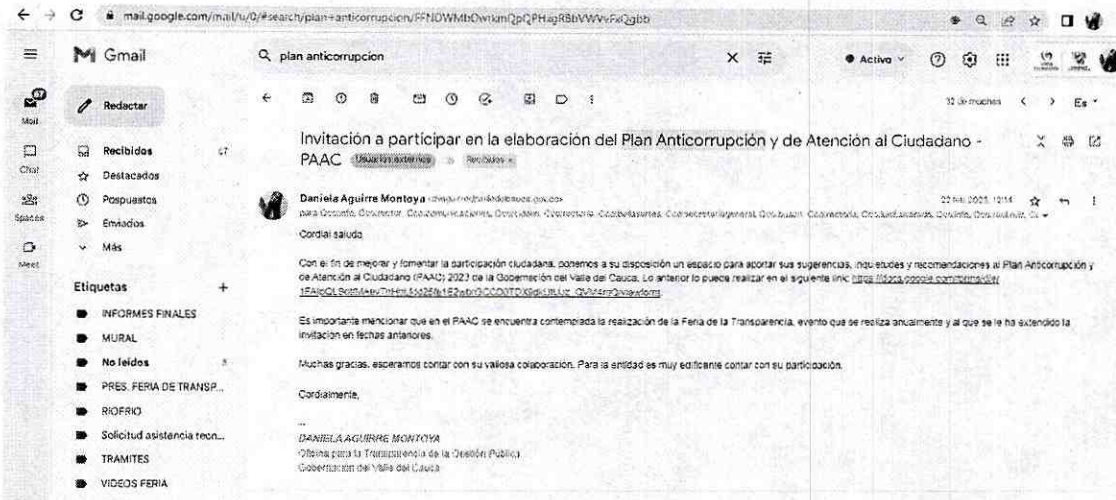 mail.google.com/mail/u/0/#search/plan+anticorrupcion/
Gmail
plan anticorrupcion
Activo
Mail
Redactar
32 de muchas
Es
Chat
Recibidos 47
Invitación a participar en la elaboración del Plan Anticorrupción y de Atención al Ciudadano -
PAAC Usuarios externos Recibidos ×
Destacados
Spaces
Pospuestos
Daniela Aguirre Montoya
Enviados
para
Meet
Más
Cordial saludo
Con el fin de mejorar y fomentar la participación ciudadana, ponemos a su disposición un espacio para aportar sus sugerencias, inquietudes y recomendaciones al Plan Anticorrupción y
de Atención al Ciudadano (PAAC) 2023 de la Gobernación del Valle del Cauca. Lo anterior lo puede realizar en el siguiente link:
Etiquetas +
INFORMES FINALES
Es importante mencionar que en el PAAC se encuentra contemplada la realización de la Feria de la Transparencia, evento que se realiza anualmente y al que se le ha extendido la
invitación en fechas anteriores.
MURAL
No leídos
Muchas gracias, esperamos contar con su valiosa colaboración. Para la entidad es muy edificante contar con su participación.
PRES. FERIA DE TRANSP...
Cordialmente,
RIOFRIO
--
Solicitud asistencia tecn...
DANIELA AGUIRRE MONTOYA
TRAMITES
Oficina para la Transparencia de la Gestión Pública
Gobernación del Valle del Cauca
VIDEOS FERIA